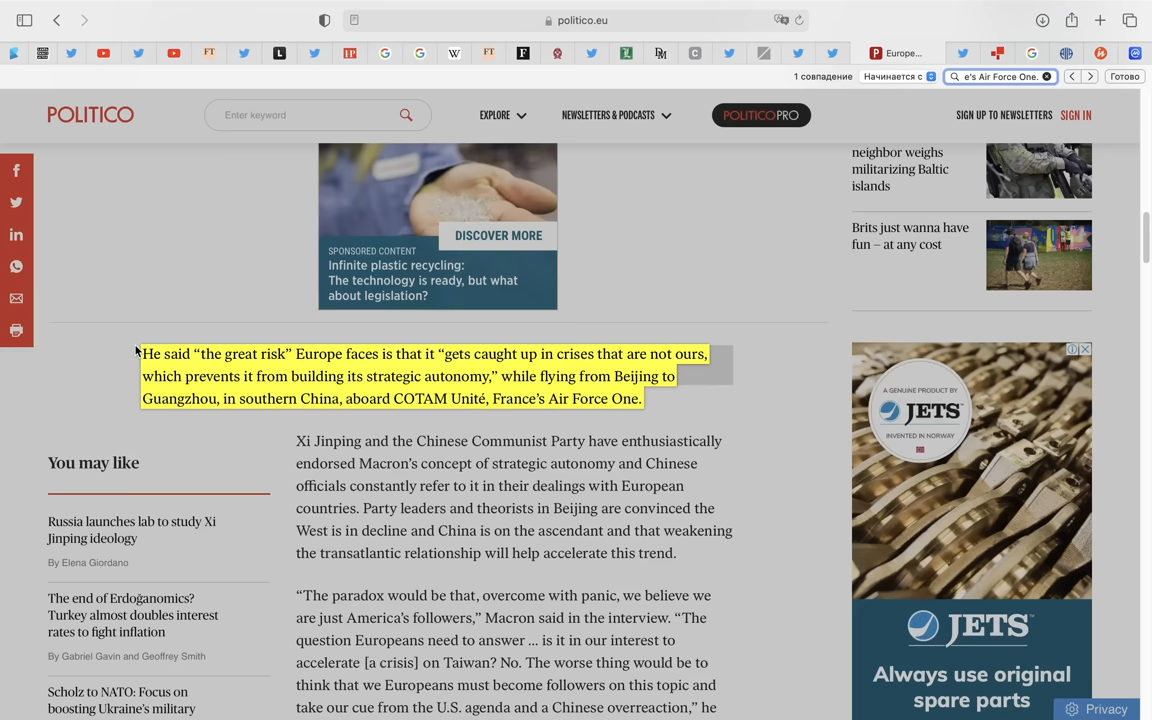 politico.eu
FT
L
TP
G
G
W
FT
F
L
DM
C
P Europe...
G
1 совпадение
Начинается с
e's Air Force One.
Готово
POLITICO
Enter keyword
EXPLORE
NEWSLETTERS & PODCASTS
POLITICOPRO
SIGN UP TO NEWSLETTERS
SIGN IN
neighbor weighs
militarizing Baltic
islands
Brits just wanna have
fun – at any cost
DISCOVER MORE
SPONSORED CONTENT
Infinite plastic recycling:
The technology is ready, but what
about legislation?
He said “the great risk” Europe faces is that it “gets caught up in crises that are not ours,
which prevents it from building its strategic autonomy,” while flying from Beijing to
Guangzhou, in southern China, aboard COTAM Unité, France’s Air Force One.
You may like
Russia launches lab to study Xi
Jinping ideology
By Elena Giordano
The end of Erdoğanomics?
Turkey almost doubles interest
rates to fight inflation
By Gabriel Gavin and Geoffrey Smith
Scholz to NATO: Focus on
boosting Ukraine’s military
Xi Jinping and the Chinese Communist Party have enthusiastically
endorsed Macron’s concept of strategic autonomy and Chinese
officials constantly refer to it in their dealings with European
countries. Party leaders and theorists in Beijing are convinced the
West is in decline and China is on the ascendant and that weakening
the transatlantic relationship will help accelerate this trend.
“The paradox would be that, overcome with panic, we believe we
are just America’s followers,” Macron said in the interview. “The
question Europeans need to answer … is it in our interest to
accelerate [a crisis] on Taiwan? No. The worse thing would be to
think that we Europeans must become followers on this topic and
take our cue from the U.S. agenda and a Chinese overreaction,” he
A GENUINE PRODUCT BY
JETS
INVENTED IN NORWAY
JETS
Always use original
spare parts
Privacy